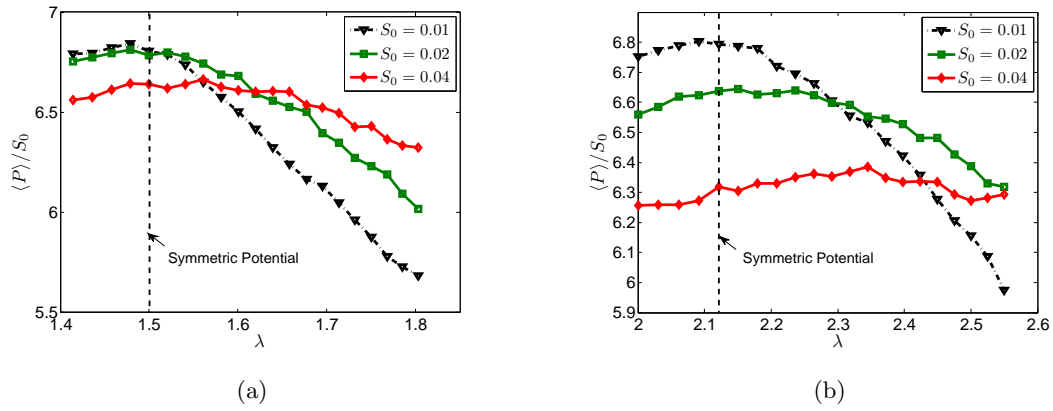 7
6.5
6
5.5
1.4
1.5
1.6
1.7
1.8
λ
⟨P⟩/S₀
S₀ = 0.01
S₀ = 0.02
S₀ = 0.04
Symmetric Potential
(a)
6.8
6.7
6.6
6.5
6.4
6.3
6.2
6.1
6
5.9
2
2.1
2.2
2.3
2.4
2.5
2.6
λ
⟨P⟩/S₀
S₀ = 0.01
S₀ = 0.02
S₀ = 0.04
Symmetric Potential
(b)